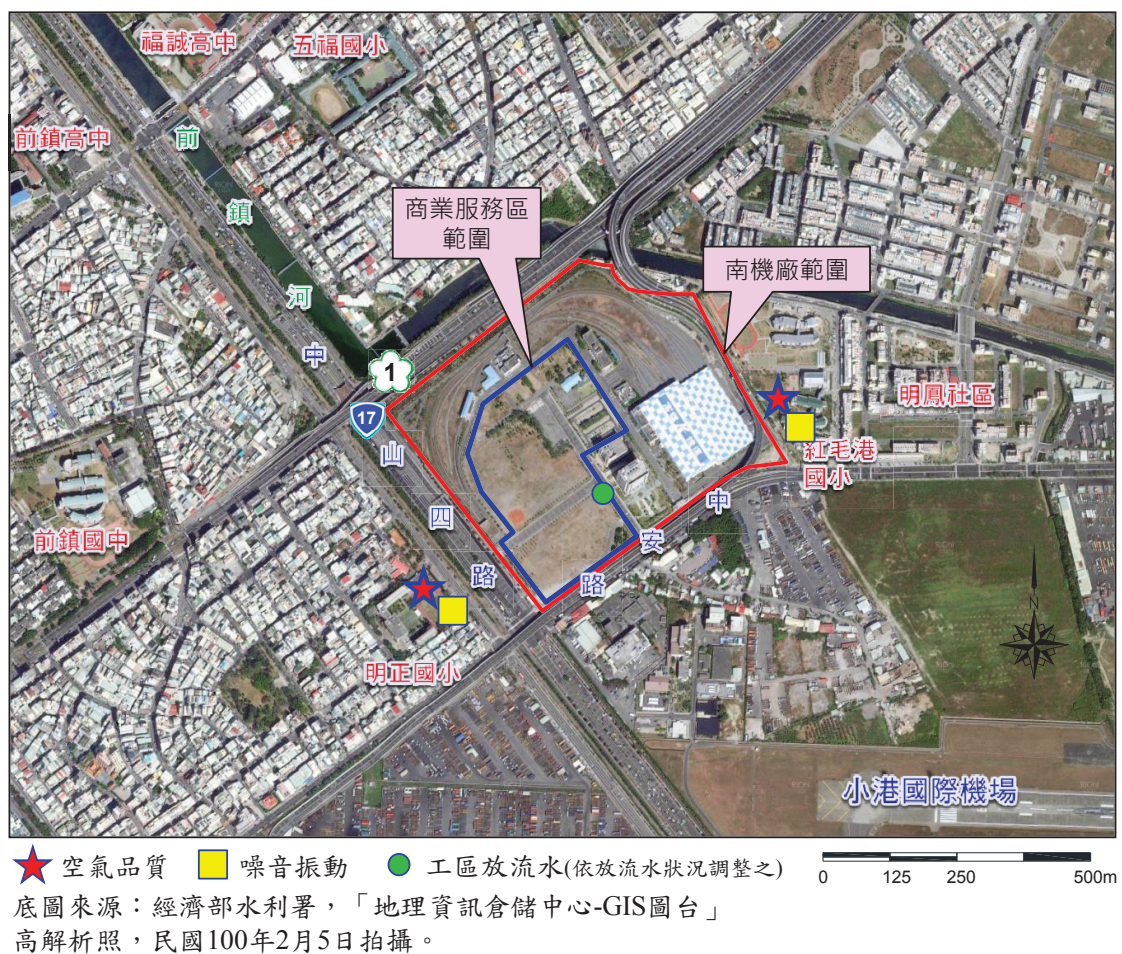 福誠高中
五福國小
前鎮高中
前
鎮
河
商業服務區
範圍
南機廠範圍
中
1
17
山
四
路
明鳳社區
紅毛港
國小
中
安
路
前鎮國中
明正國小
N
小港國際機場
空氣品質
噪音振動
工區放流水(依放流水狀況調整之)
0 125 250 500m
底圖來源：經濟部水利署，「地理資訊倉儲中心-GIS圖台」
高解析照，民國100年2月5日拍攝。